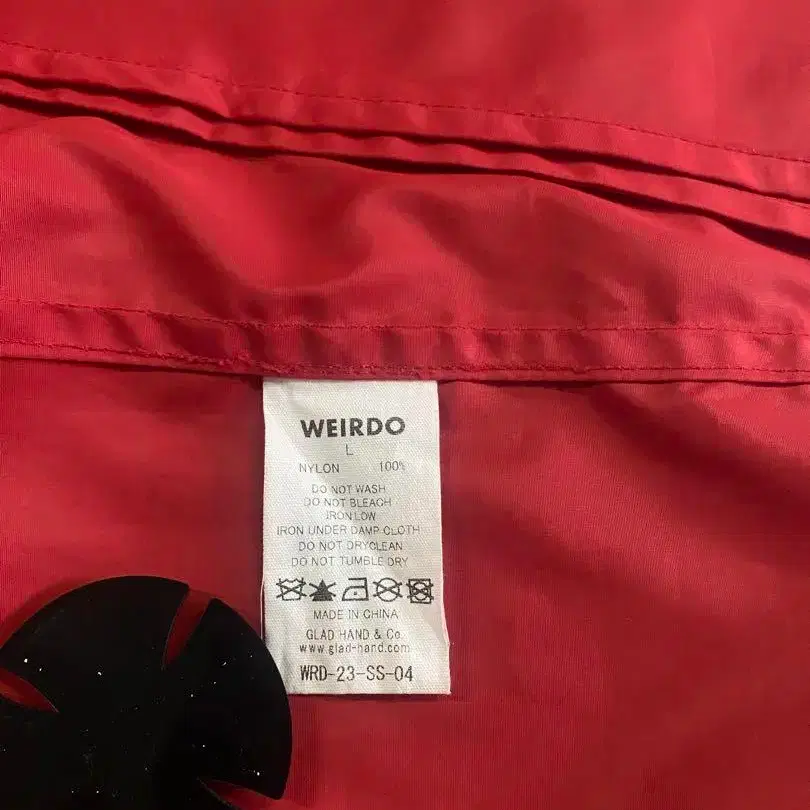 WEIRDO
L
NYLON 100%
DO NOT WASH
DO NOT BLEACH
IRON LOW
IRON UNDER DAMP CLOTH
DO NOT DRYCLEAN
DO NOT TUMBLE DRY
MADE IN CHINA
GLAD HAND & Co.
www.glad-hand.com
WRD-23-SS-04